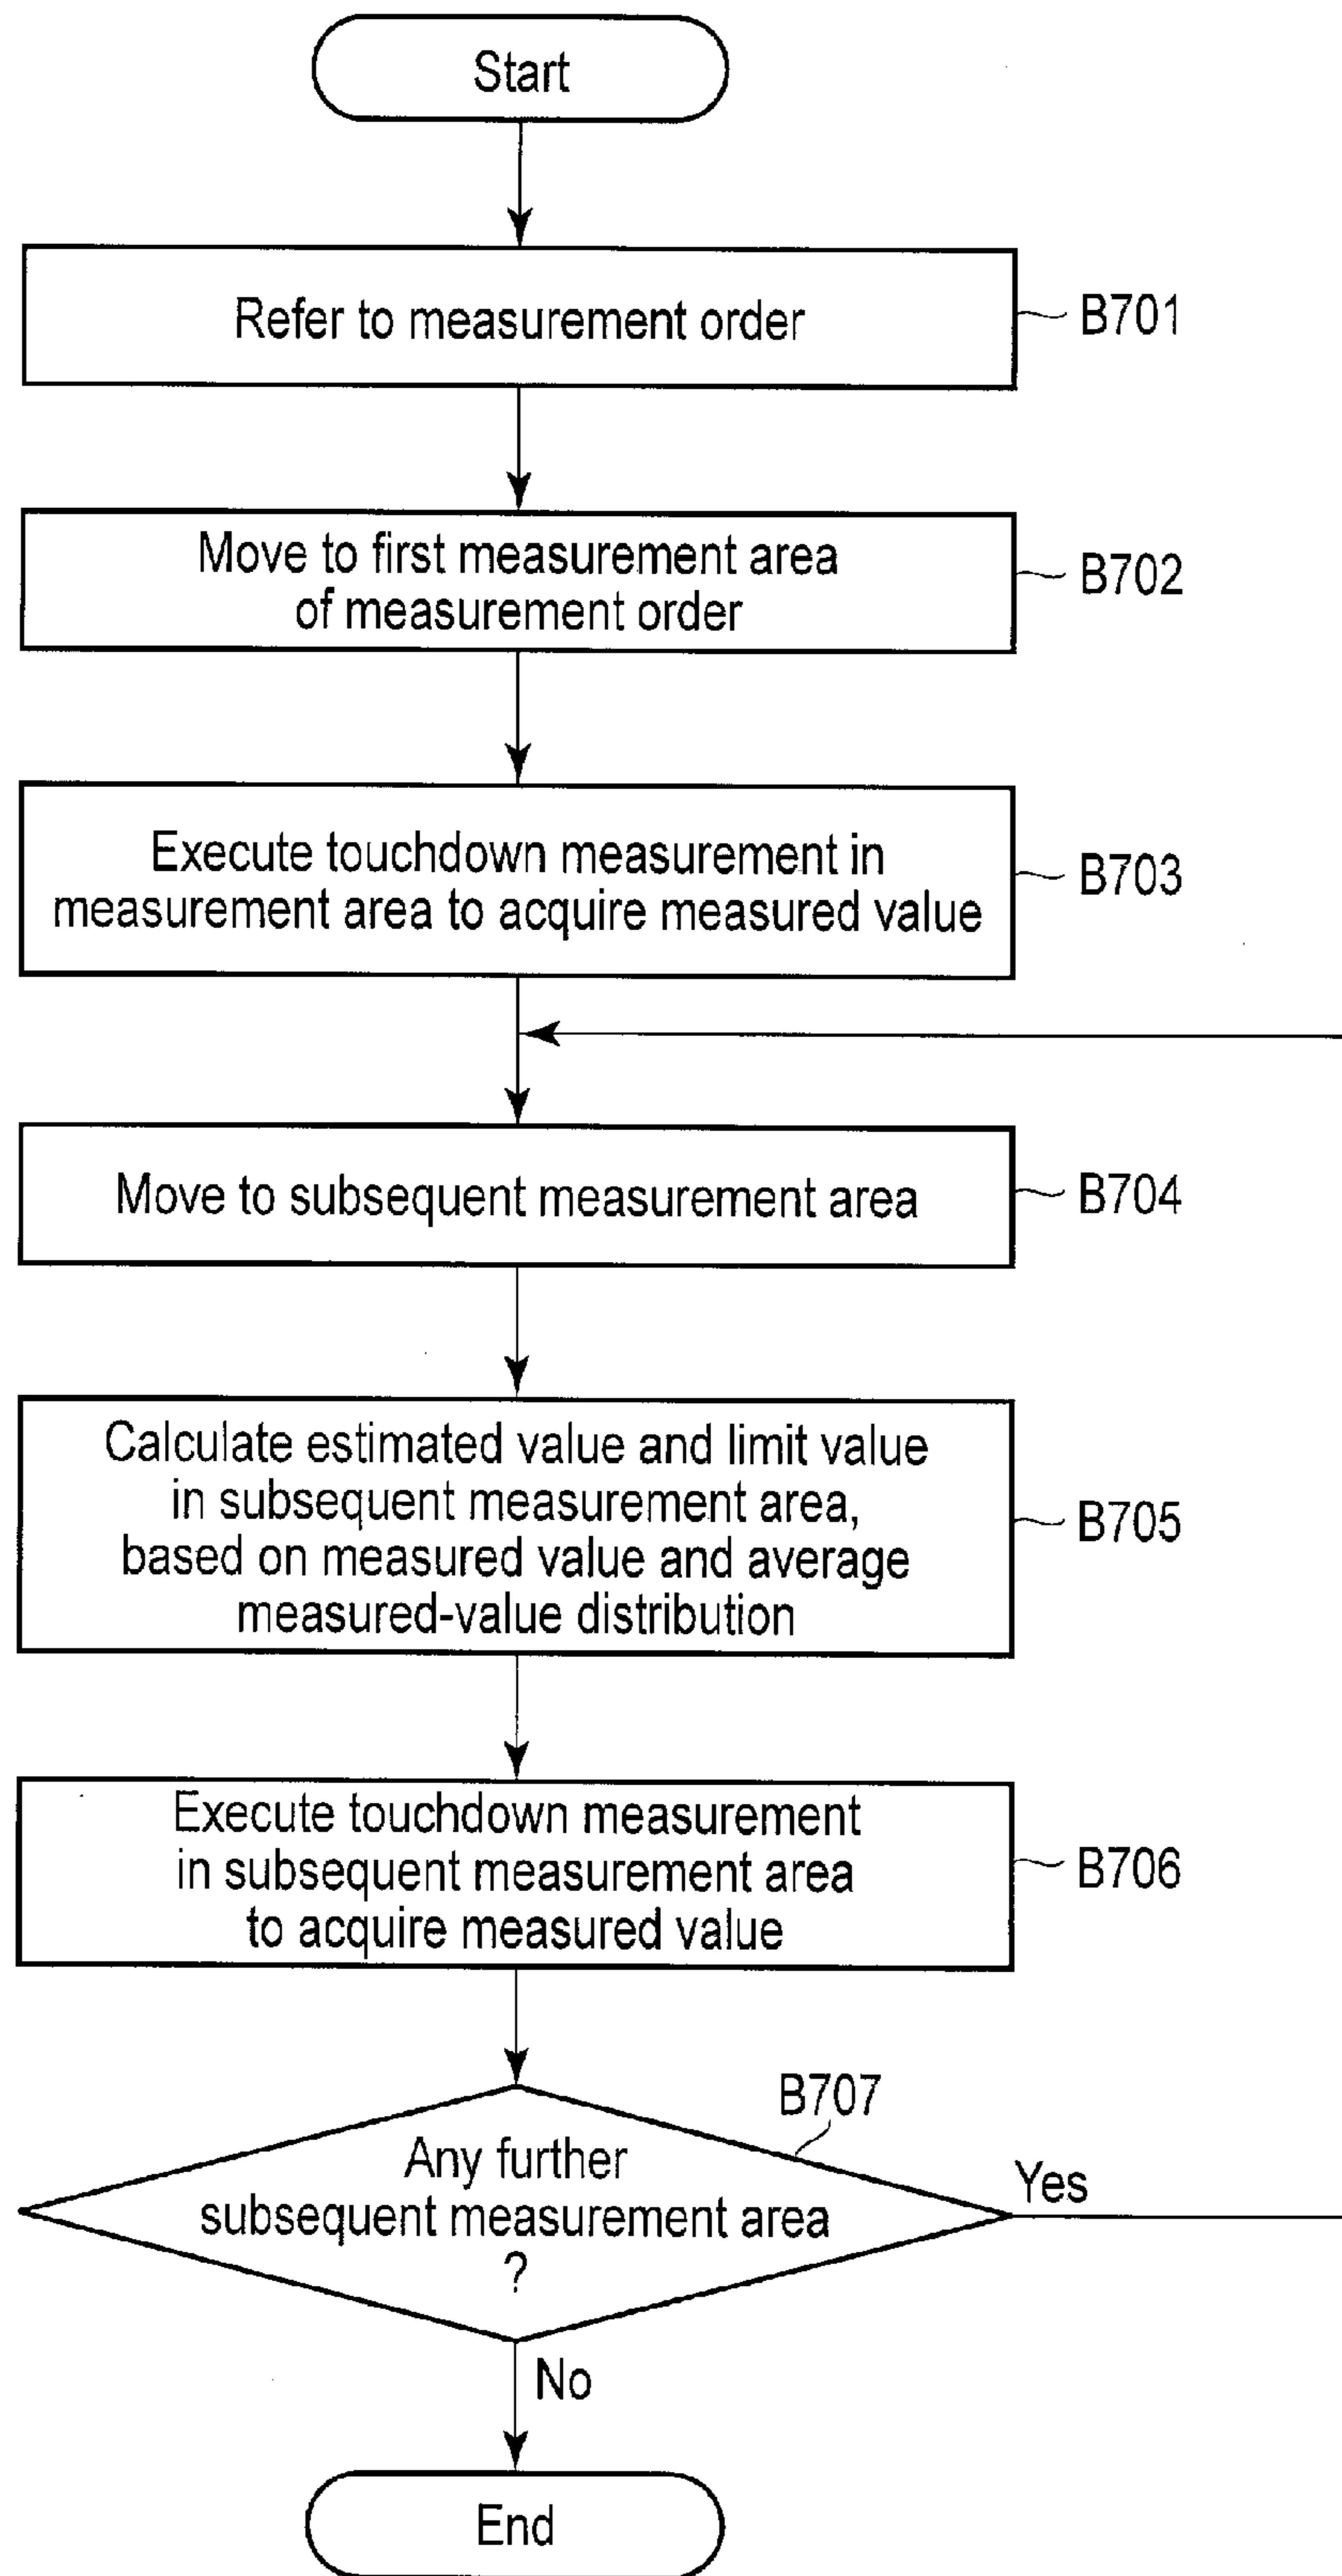 Start
Refer to measurement order
B701
Move to first measurement area
of measurement order
B702
Execute touchdown measurement in
measurement area to acquire measured value
B703
Move to subsequent measurement area
B704
Calculate estimated value and limit value
in subsequent measurement area,
based on measured value and average
measured-value distribution
B705
Execute touchdown measurement
in subsequent measurement area
to acquire measured value
B706
B707
Any further
subsequent measurement area
?
Yes
No
End